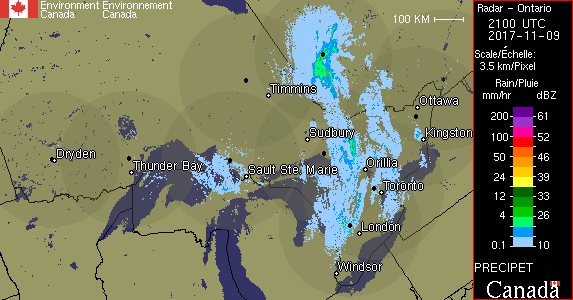 Environment Environnement
Canada Canada
100 KM
Timmins
Ottawa
Sudbury
Kingston
Dryden
Thunder Bay
Sault Ste. Marie
Orillia
Toronto
London
Windsor
Radar - Ontario
2100 UTC
2017-11-09
Scale/Échelle:
3.5 km/Pixel
Rain/Pluie
mm/hr dBZ
200 61
100 52
50 46
24 39
12 33
4 26
2 20
0.1 10
PRECIPET
Canada